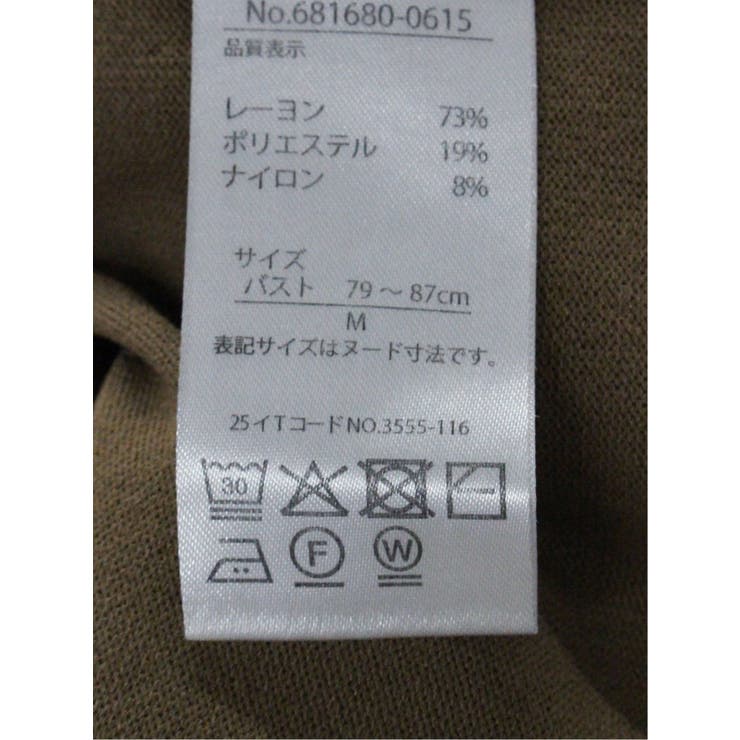 No.681680-0615
品質表示
レーヨン 73%
ポリエステル 19%
ナイロン 8%
サイズ
バスト 79〜87cm
M
表記サイズはヌード寸法です。
25イTコードNO.3555-116
30
F W